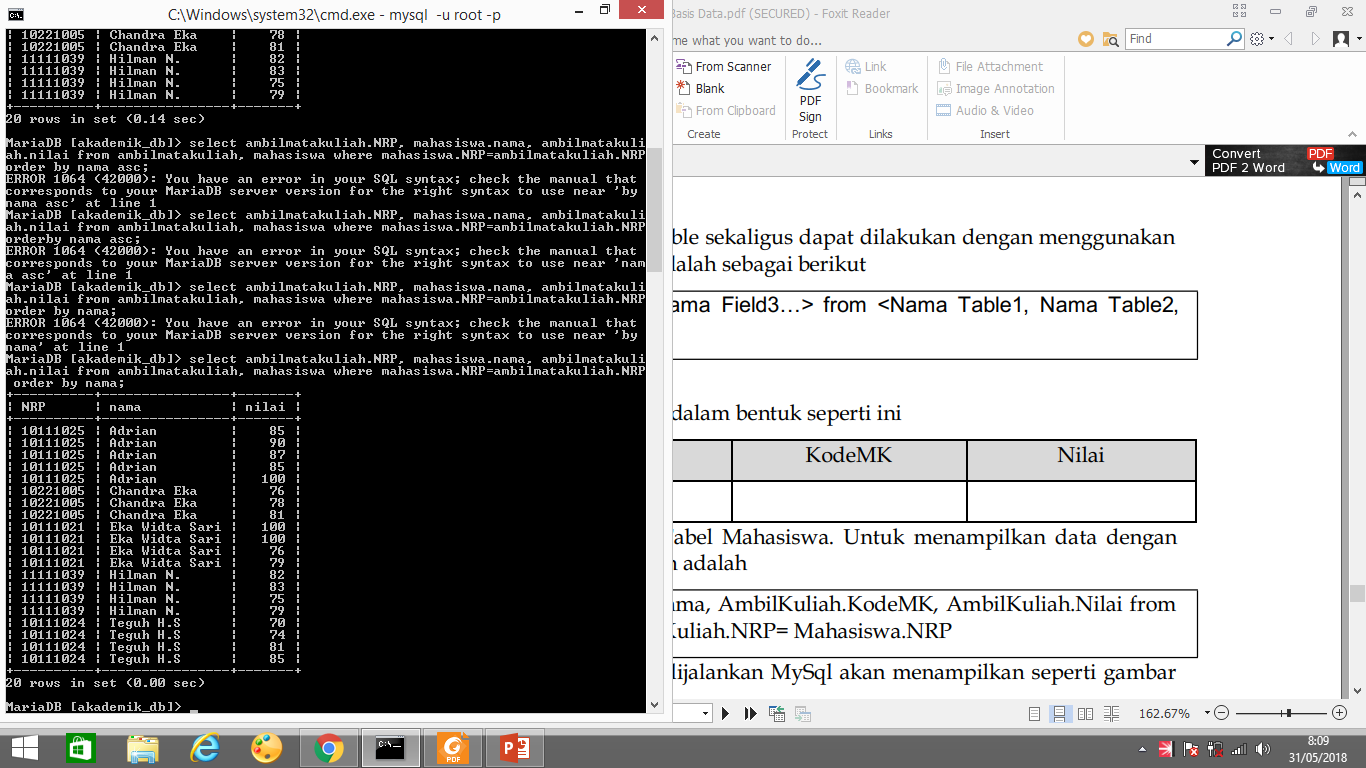 C:\Windows\system32\cmd.exe - mysql -u root -p
| 10221005 | Chandra Eka | 78 |
| 10221005 | Chandra Eka | 81 |
| 11111039 | Hilman N. | 82 |
| 11111039 | Hilman N. | 83 |
| 11111039 | Hilman N. | 75 |
| 11111039 | Hilman N. | 79 |
+----------+-----------------+-------+
20 rows in set (0.14 sec)
MariaDB [akademik_db]> select ambilmatakuliah.NRP, mahasiswa.nama, ambilmatakuli
ah.nilai from ambilmatakuliah, mahasiswa where mahasiswa.NRP=ambilmatakuliah.NRP
order by nama asc;
ERROR 1064 (42000): You have an error in your SQL syntax; check the manual that
corresponds to your MariaDB server version for the right syntax to use near 'by
nama asc' at line 1
MariaDB [akademik_db]> select ambilmatakuliah.NRP, mahasiswa.nama, ambilmatakuli
ah.nilai from ambilmatakuliah, mahasiswa where mahasiswa.NRP=ambilmatakuliah.NRP
orderby nama asc;
ERROR 1064 (42000): You have an error in your SQL syntax; check the manual that
corresponds to your MariaDB server version for the right syntax to use near 'nam
a asc' at line 1
MariaDB [akademik_db]> select ambilmatakuliah.NRP, mahasiswa.nama, ambilmatakuli
ah.nilai from ambilmatakuliah, mahasiswa where mahasiswa.NRP=ambilmatakuliah.NRP
order by nama;
ERROR 1064 (42000): You have an error in your SQL syntax; check the manual that
corresponds to your MariaDB server version for the right syntax to use near 'by
nama' at line 1
MariaDB [akademik_db]> select ambilmatakuliah.NRP, mahasiswa.nama, ambilmatakuli
ah.nilai from ambilmatakuliah, mahasiswa where mahasiswa.NRP=ambilmatakuliah.NRP
 order by nama;
+----------+-----------------+-------+
| NRP | nama | nilai |
+----------+-----------------+-------+
| 10111025 | Adrian | 85 |
| 10111025 | Adrian | 90 |
| 10111025 | Adrian | 87 |
| 10111025 | Adrian | 85 |
| 10111025 | Adrian | 100 |
| 10221005 | Chandra Eka | 76 |
| 10221005 | Chandra Eka | 78 |
| 10221005 | Chandra Eka | 81 |
| 10111021 | Eka Widta Sari | 100 |
| 10111021 | Eka Widta Sari | 100 |
| 10111021 | Eka Widta Sari | 76 |
| 10111021 | Eka Widta Sari | 79 |
| 11111039 | Hilman N. | 82 |
| 11111039 | Hilman N. | 83 |
| 11111039 | Hilman N. | 75 |
| 11111039 | Hilman N. | 79 |
| 10111024 | Teguh H.S | 70 |
| 10111024 | Teguh H.S | 74 |
| 10111024 | Teguh H.S | 81 |
| 10111024 | Teguh H.S | 85 |
+----------+-----------------+-------+
20 rows in set (0.00 sec)
MariaDB [akademik_db]> _
Basis Data.pdf (SECURED) - Foxit Reader
me what you want to do...
Find
From Scanner
Blank
From Clipboard
Create
PDF
Sign
Protect
Link
Bookmark
Links
File Attachment
Image Annotation
Audio & Video
Insert
Convert PDF
PDF 2 Word Word
ble sekaligus dapat dilakukan dengan menggunakan
dalah sebagai berikut
ama Field3...> from <Nama Table1, Nama Table2,
dalam bentuk seperti ini
KodeMK Nilai
abel Mahasiswa. Untuk menampilkan data dengan
n adalah
ama, AmbilKuliah.KodeMK, AmbilKuliah.Nilai from
Kuliah.NRP= Mahasiswa.NRP
dijalankan MySql akan menampilkan seperti gambar
162.67%
C:\_
PDF
8:09
31/05/2018